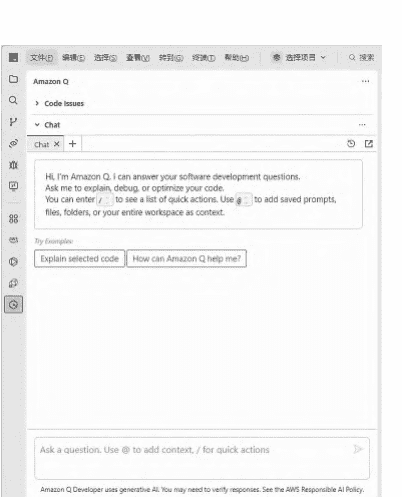 文件(F) 编辑(E) 选择(S) 查看(V) 转到(G) 终端(T) 帮助(H) 选择项目 搜索
Amazon Q
Code Issues
Chat
Chat
Hi, I'm Amazon Q. I can answer your software development questions.
Ask me to explain, debug, or optimize your code.
You can enter / to see a list of quick actions. Use @ to add saved prompts,
files, folders, or your entire workspace as context.
Try Examples:
Explain selected code How can Amazon Q help me?
Ask a question. Use @ to add context, / for quick actions
Amazon Q Developer uses generative AI. You may need to verify responses. See the AWS Responsible AI Policy.